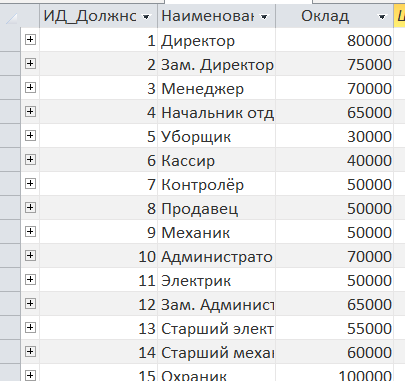 ИД_Должнс Наименован Оклад
1 Директор 80000
2 Зам. Директор 75000
3 Менеджер 70000
4 Начальник отд 65000
5 Уборщик 30000
6 Кассир 40000
7 Контролёр 50000
8 Продавец 50000
9 Механик 50000
10 Администрато 70000
11 Электрик 50000
12 Зам. Админист 65000
13 Старший элект 55000
14 Старший механ 60000
15 Охраник 100000